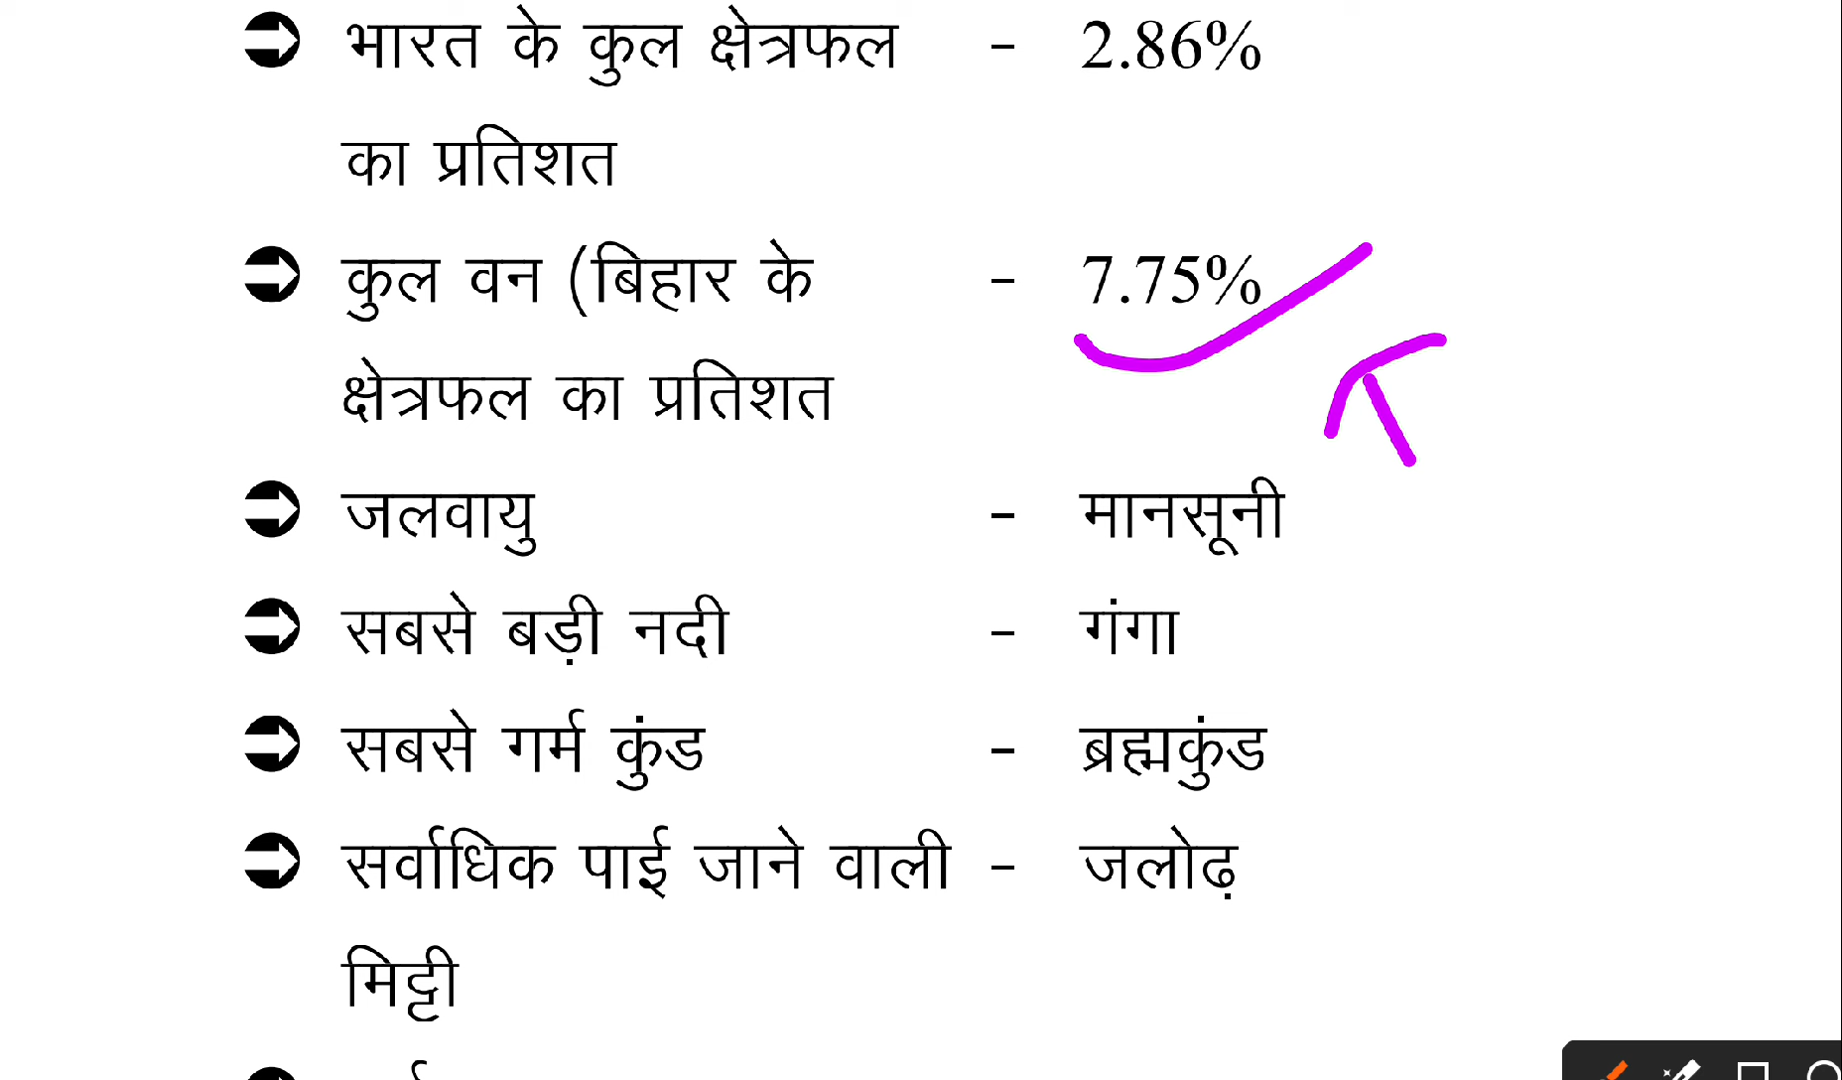 ➲ भारत के कुल क्षेत्रफल - 2.86%
का प्रतिशत
➲ कुल वन (बिहार के - 7.75%
क्षेत्रफल का प्रतिशत
➲ जलवायु - मानसूनी
➲ सबसे बड़ी नदी - गंगा
➲ सबसे गर्म कुंड - ब्रह्मकुंड
➲ सर्वाधिक पाई जाने वाली - जलोढ़
मिट्टी